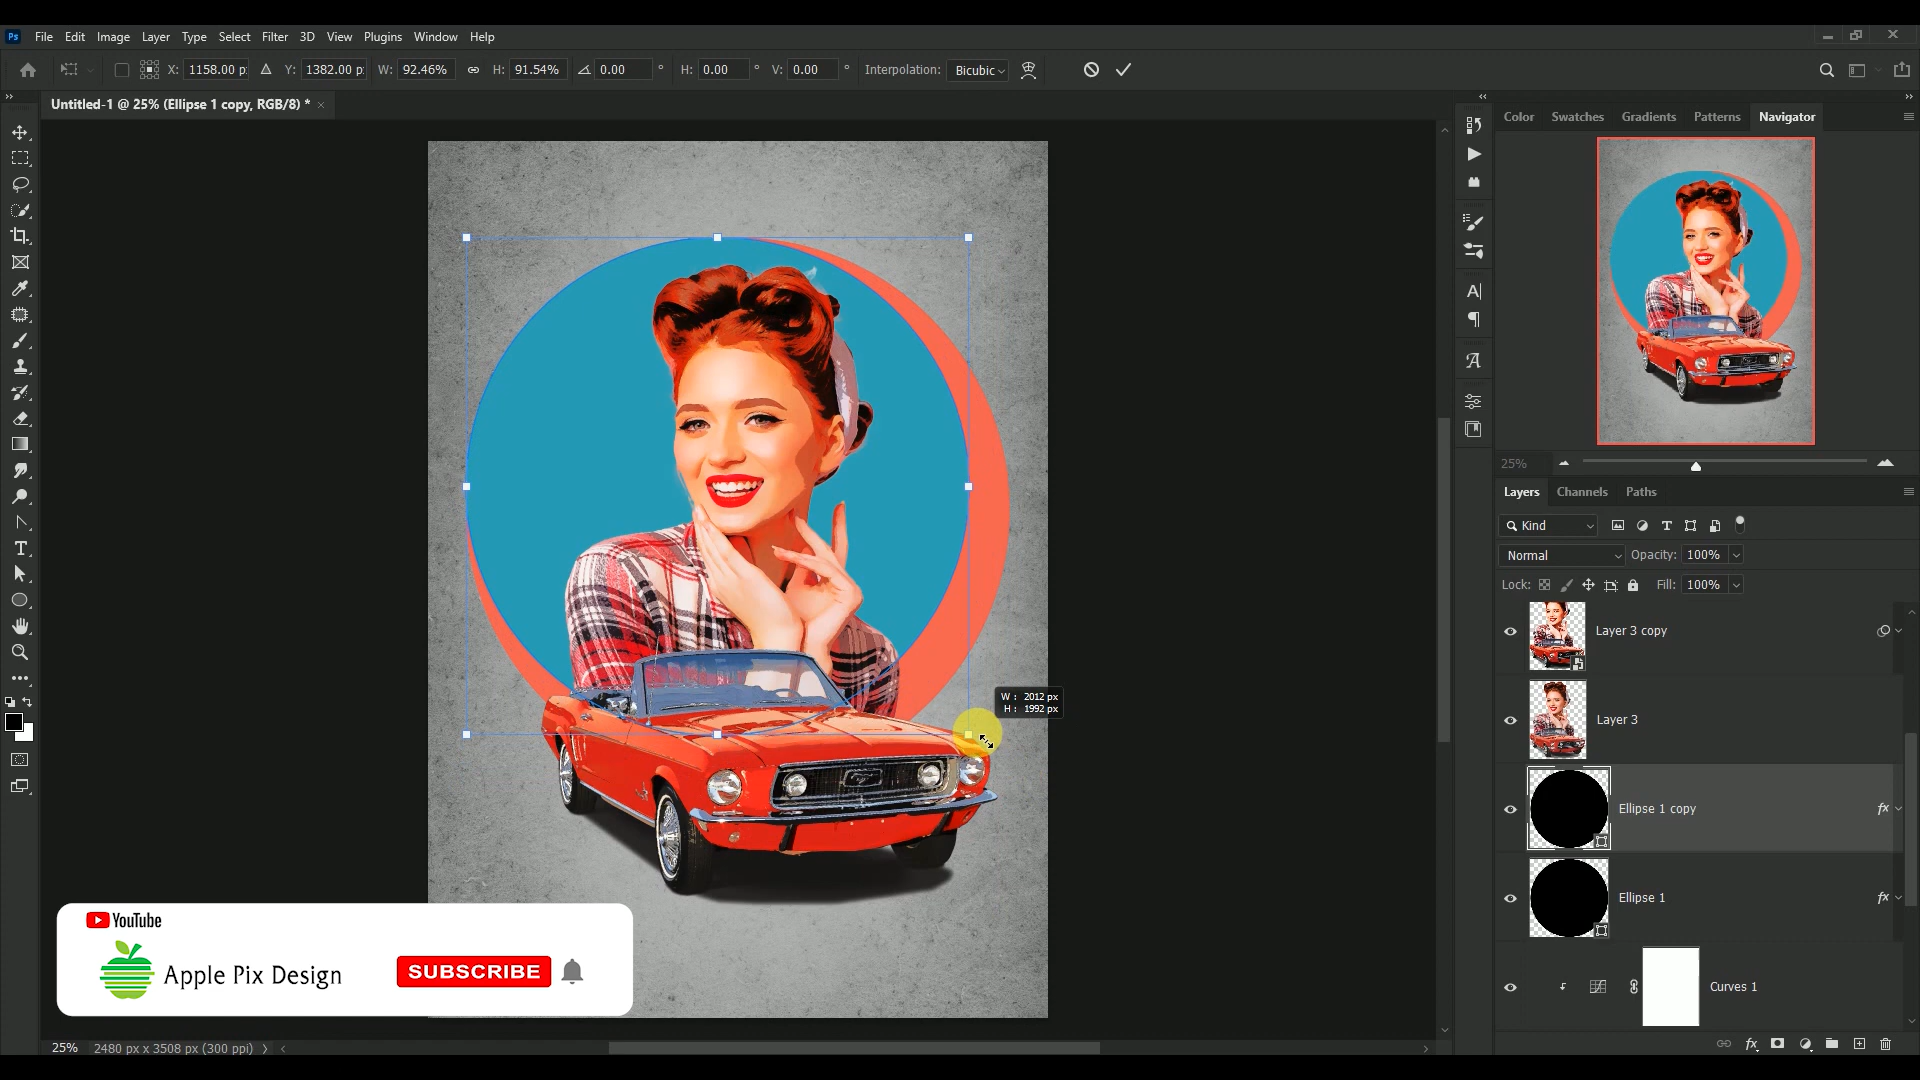 Ps File Edit Image Layer Type Select Filter 3D View Plugins Window Help
X: 1158.00 p: Y: 1382.00 p: W: 92.46% H: 91.54% 0.00 ° H: 0.00 ° V: 0.00 ° Interpolation: Bicubic
Untitled-1 @ 25% (Ellipse 1 copy, RGB/8) * ×
Color Swatches Gradients Patterns Navigator
25%
Layers Channels Paths
Kind
Normal Opacity: 100%
Lock: Fill: 100%
Layer 3 copy
W : 2012 px
H : 1992 px
Layer 3
Ellipse 1 copy fx
Ellipse 1 fx
YouTube
Apple Pix Design SUBSCRIBE
Curves 1
25% 2480 px x 3508 px (300 ppi)
fx